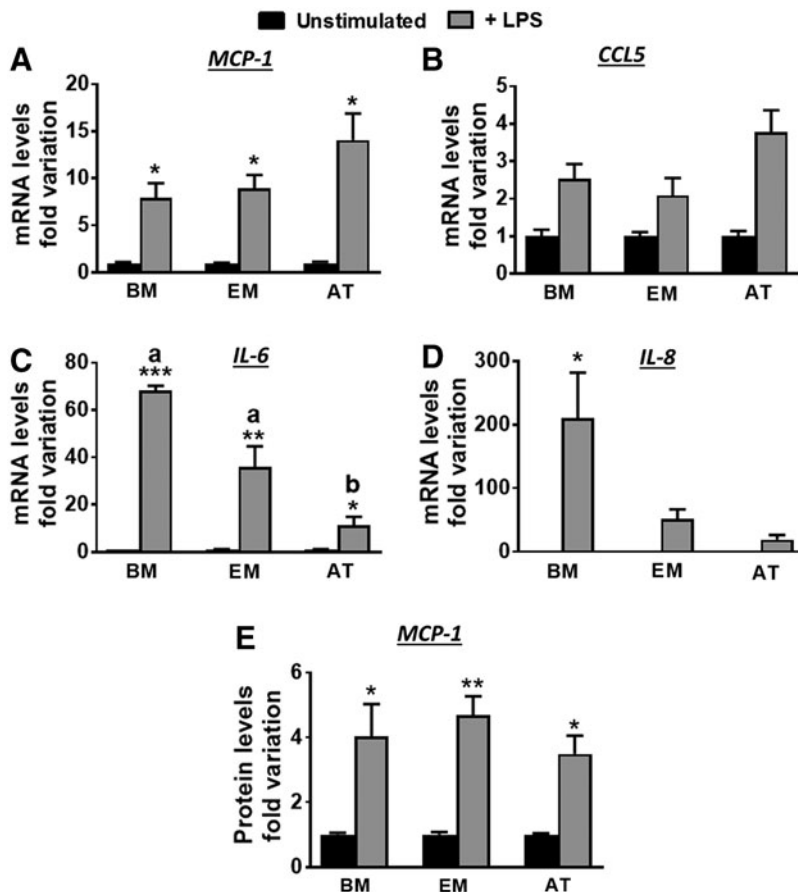 Unstimulated + LPS
A MCP-1
mRNA levels
fold variation
20
15
10
5
0
* * *
BM EM AT
B CCL5
mRNA levels
fold variation
5
4
3
2
1
0
BM EM AT
C IL-6
mRNA levels
fold variation
80
60
40
20
0
a
***
a
**
b
*
BM EM AT
D IL-8
mRNA levels
fold variation
300
200
100
50
0
*
BM EM AT
E MCP-1
Protein levels
fold variation
6
4
2
0
* ** *
BM EM AT